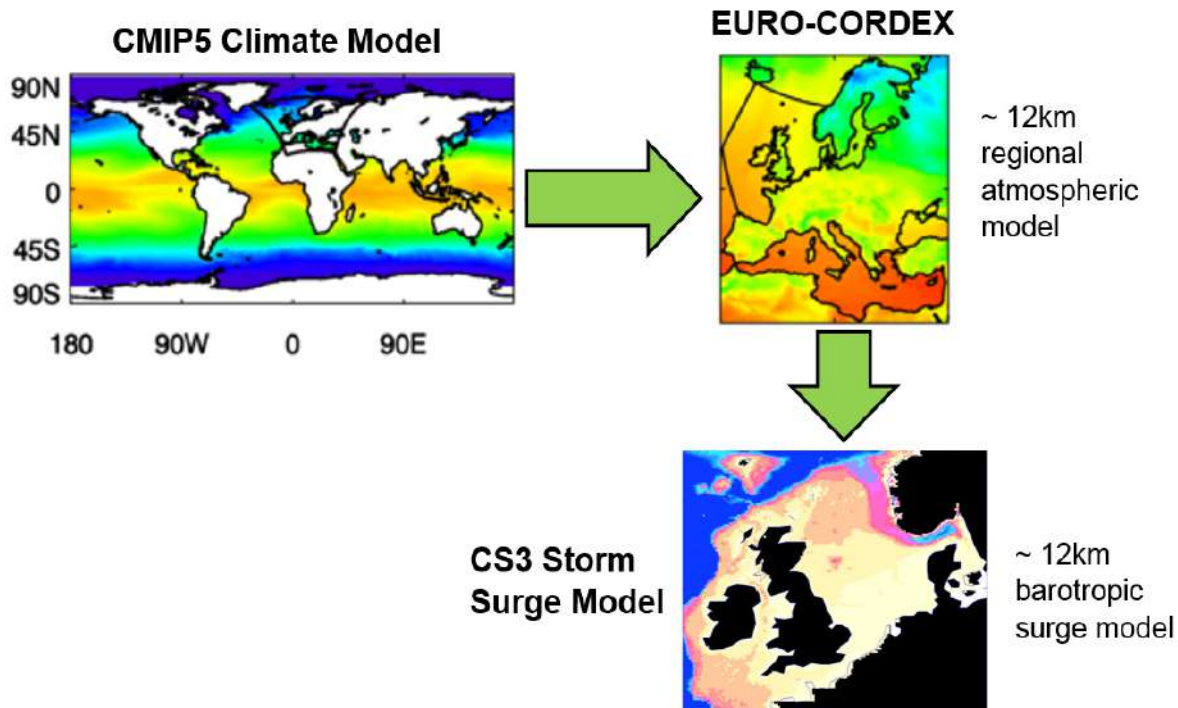 CMIP5 Climate Model
90N
45N
0
45S
90S
180
90W
0
90E
EURO-CORDEX
~ 12km
regional
atmospheric
model
CS3 Storm
Surge Model
~ 12km
barotropic
surge model